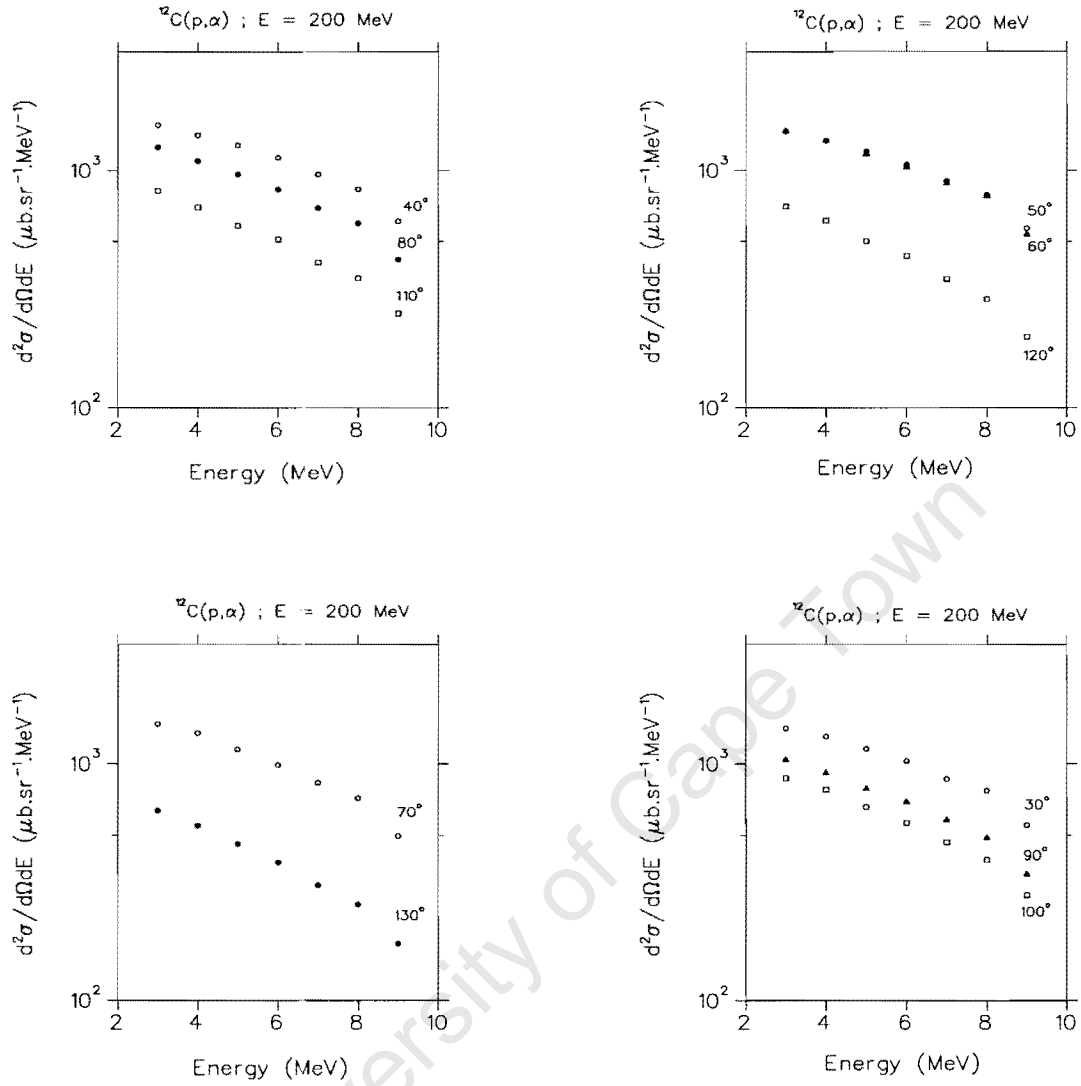 ¹²C(p,α) ; E = 200 MeV
d²σ/dΩdE (μb.sr⁻¹.MeV⁻¹)
10³
10²
40°
80°
110°
2 4 6 8 10
Energy (MeV)
¹²C(p,α) ; E = 200 MeV
d²σ/dΩdE (μb.sr⁻¹.MeV⁻¹)
10³
10²
50°
60°
120°
2 4 6 8 10
Energy (MeV)
¹²C(p,α) ; E = 200 MeV
d²σ/dΩdE (μb.sr⁻¹.MeV⁻¹)
10³
10²
70°
130°
2 4 6 8 10
Energy (MeV)
¹²C(p,α) ; E = 200 MeV
d²σ/dΩdE (μb.sr⁻¹.MeV⁻¹)
10³
10²
30°
90°
100°
2 4 6 8 10
Energy (MeV)
versity of Cape Town